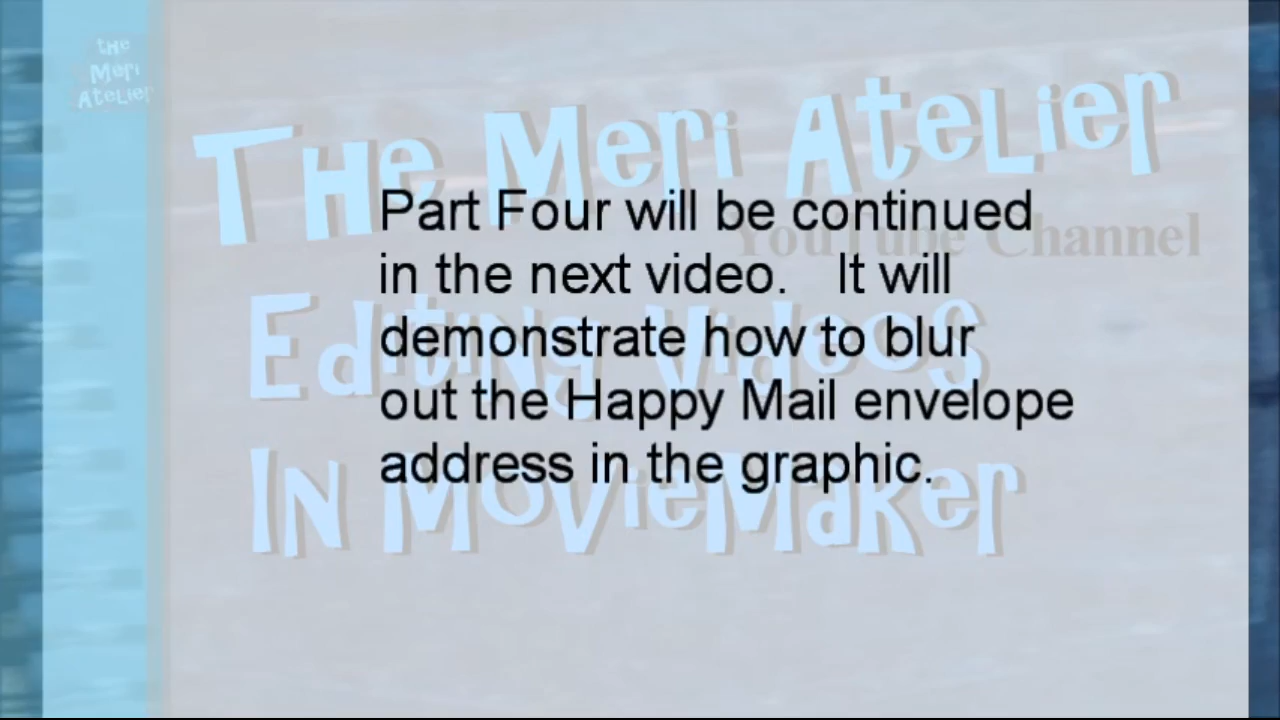 the
Meri
Atelier
The Meri Atelier
YouTube Channel
Editing Videos
In MovieMaker
Part Four will be continued
in the next video. It will
demonstrate how to blur
out the Happy Mail envelope
address in the graphic.